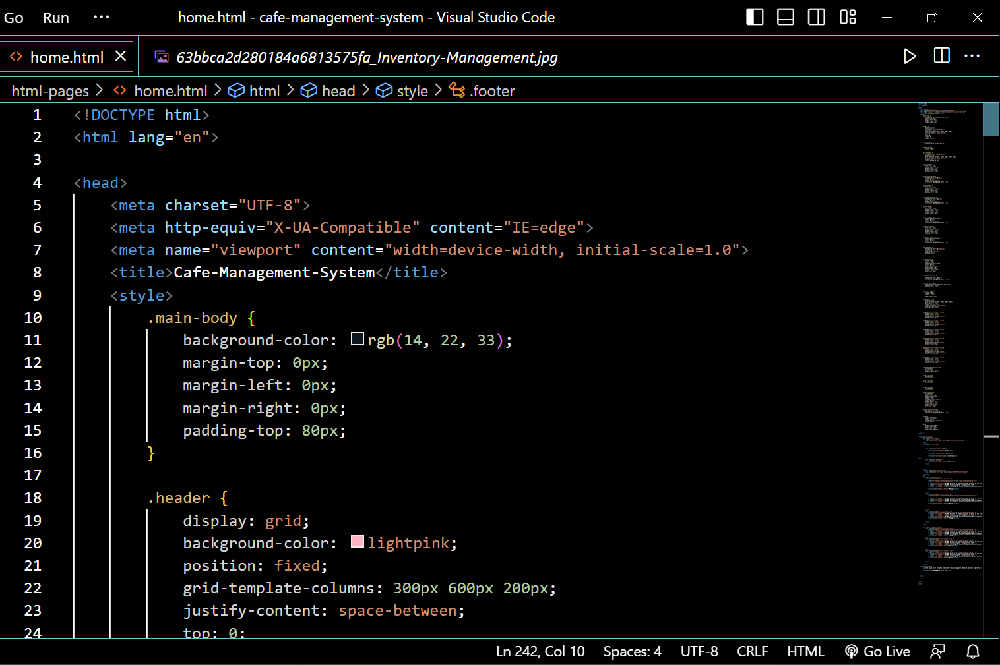 Go Run ··· home.html - cafe-management-system - Visual Studio Code
home.html 63bbca2d280184a6813575fa_Inventory-Management.jpg
html-pages > home.html > html > head > style > .footer
1 <!DOCTYPE html>
2 <html lang="en">
3
4 <head>
5 <meta charset="UTF-8">
6 <meta http-equiv="X-UA-Compatible" content="IE=edge">
7 <meta name="viewport" content="width=device-width, initial-scale=1.0">
8 <title>Cafe-Management-System</title>
9 <style>
10 .main-body {
11 background-color: rgb(14, 22, 33);
12 margin-top: 0px;
13 margin-left: 0px;
14 margin-right: 0px;
15 padding-top: 80px;
16 }
17
18 .header {
19 display: grid;
20 background-color: lightpink;
21 position: fixed;
22 grid-template-columns: 300px 600px 200px;
23 justify-content: space-between;
24 top: 0;
Ln 242, Col 10 Spaces: 4 UTF-8 CRLF HTML Go Live